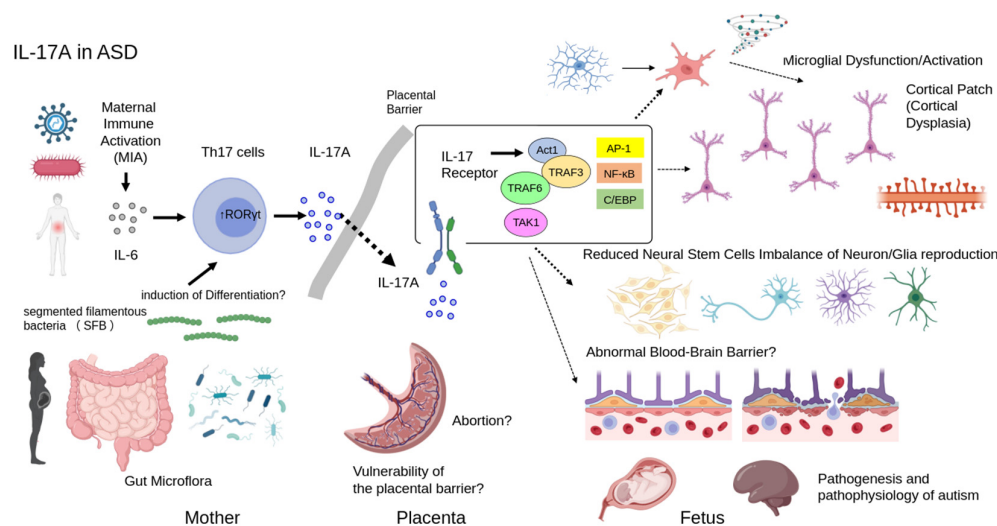 IL-17A in ASD
Maternal
Immune
Activation
(MIA)
IL-6
Th17 cells
↑RORγt
IL-17A
Placental
Barrier
IL-17A
induction of Differentiation?
segmented filamentous
bacteria （SFB）
Gut Microflora
Mother
IL-17
Receptor
Act1
TRAF3
TRAF6
TAK1
AP-1
NF-κB
C/EBP
Abortion?
Vulnerability of
the placental barrier?
Placenta
Microglial Dysfunction/Activation
Cortical Patch
(Cortical
Dysplasia)
Reduced Neural Stem Cells Imbalance of Neuron/Glia reproduction
Abnormal Blood-Brain Barrier?
Pathogenesis and
pathophysiology of autism
Fetus